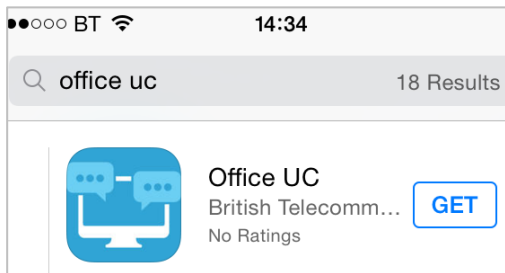 BT 14:34
office uc 18 Results
Office UC
British Telecomm...
GET
No Ratings